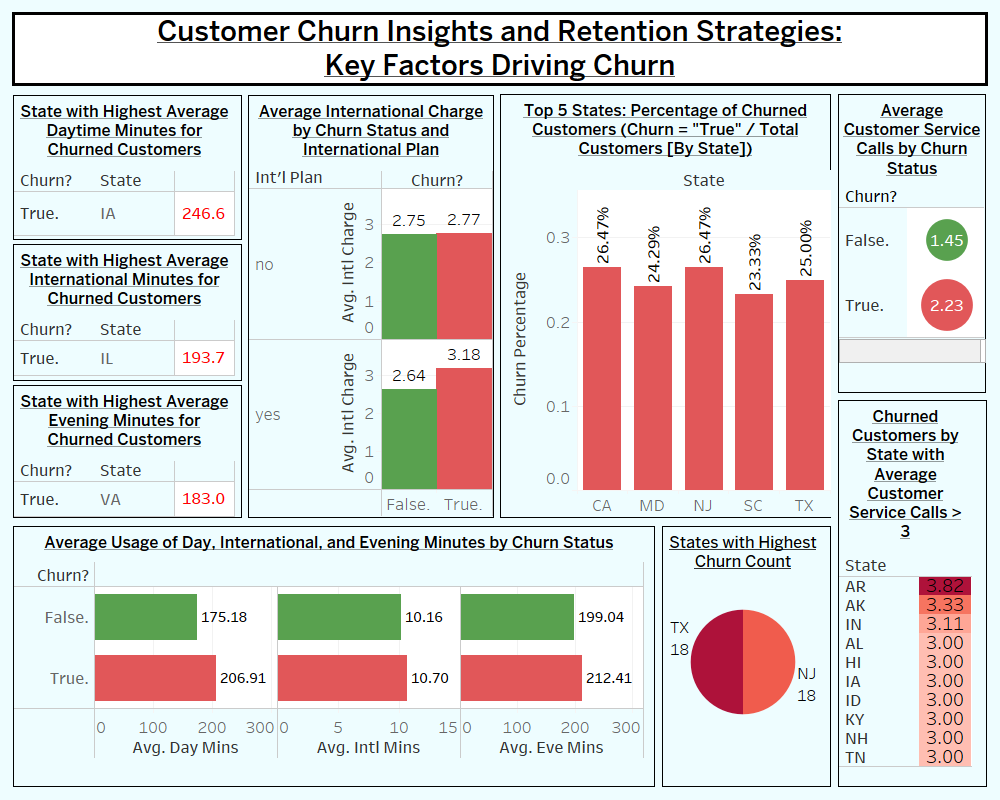 Customer Churn Insights and Retention Strategies:
Key Factors Driving Churn
State with Highest Average
Daytime Minutes for
Churned Customers
Churn? State
True. IA 246.6
State with Highest Average
International Minutes for
Churned Customers
Churn? State
True. IL 193.7
State with Highest Average
Evening Minutes for
Churned Customers
Churn? State
True. VA 183.0
Average International Charge
by Churn Status and
International Plan
Int'l Plan Churn?
no
Avg. Intl Charge
3
2
1
0
2.75 2.77
yes
Avg. Intl Charge
3
2
1
0
2.64 3.18
False. True.
Top 5 States: Percentage of Churned
Customers (Churn = "True" / Total
Customers [By State])
State
Churn Percentage
0.3
0.2
0.1
0.0
26.47% 24.29% 26.47% 23.33% 25.00%
CA MD NJ SC TX
Average
Customer Service
Calls by Churn
Status
Churn?
False. 1.45
True. 2.23
Churned
Customers by
State with
Average
Customer
Service Calls >
3
State
AR 3.82
AK 3.33
IN 3.11
AL 3.00
HI 3.00
IA 3.00
ID 3.00
KY 3.00
NH 3.00
TN 3.00
Average Usage of Day, International, and Evening Minutes by Churn Status
Churn?
False. 175.18 10.16 199.04
True. 206.91 10.70 212.41
0 100 200 300 0 5 10 15 0 100 200 300
Avg. Day Mins Avg. Intl Mins Avg. Eve Mins
States with Highest
Churn Count
TX
18
NJ
18